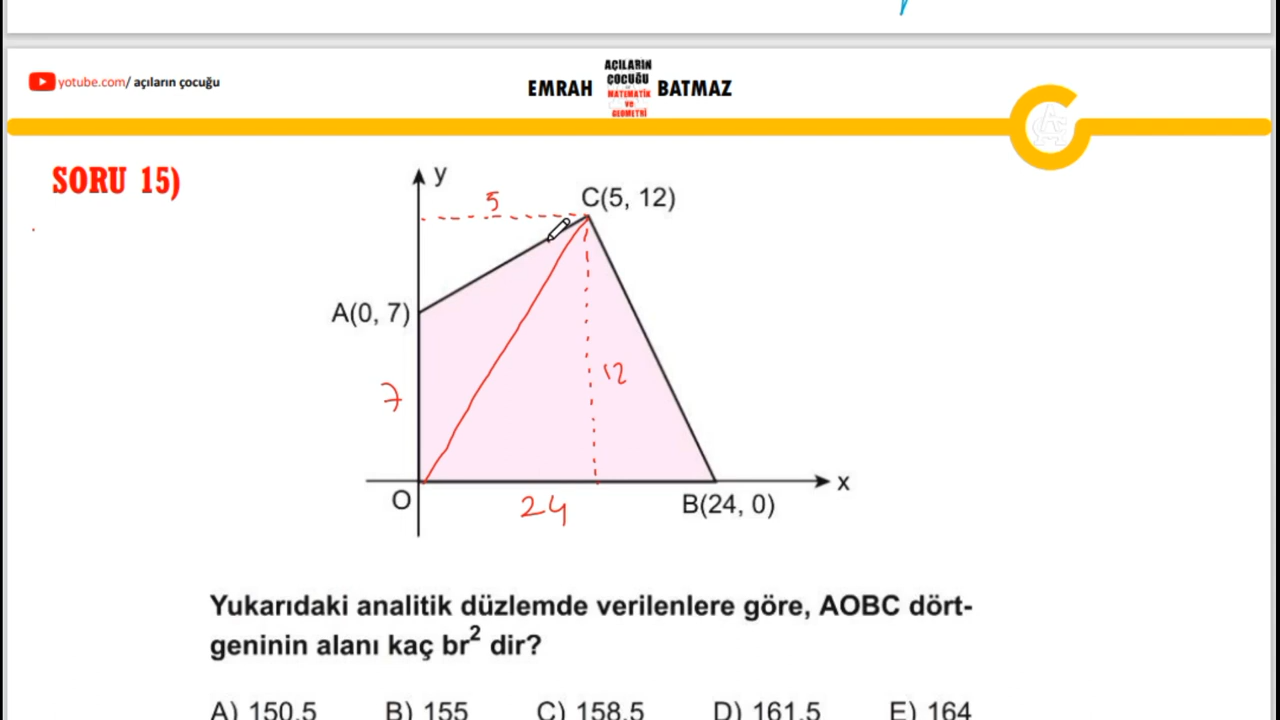 yotube.com/ açıların çocuğu
EMRAH
AÇILARIN
ÇOCUĞU
MATEMATİK
ve
GEOMETRİ
BATMAZ
SORU 15)
y
5
C(5, 12)
A(0, 7)
12
7
O
24
B(24, 0)
x
Yukarıdaki analitik düzlemde verilenlere göre, AOBC dört-
geninin alanı kaç br² dir?
A) 150,5 B) 155 C) 158,5 D) 161,5 E) 164